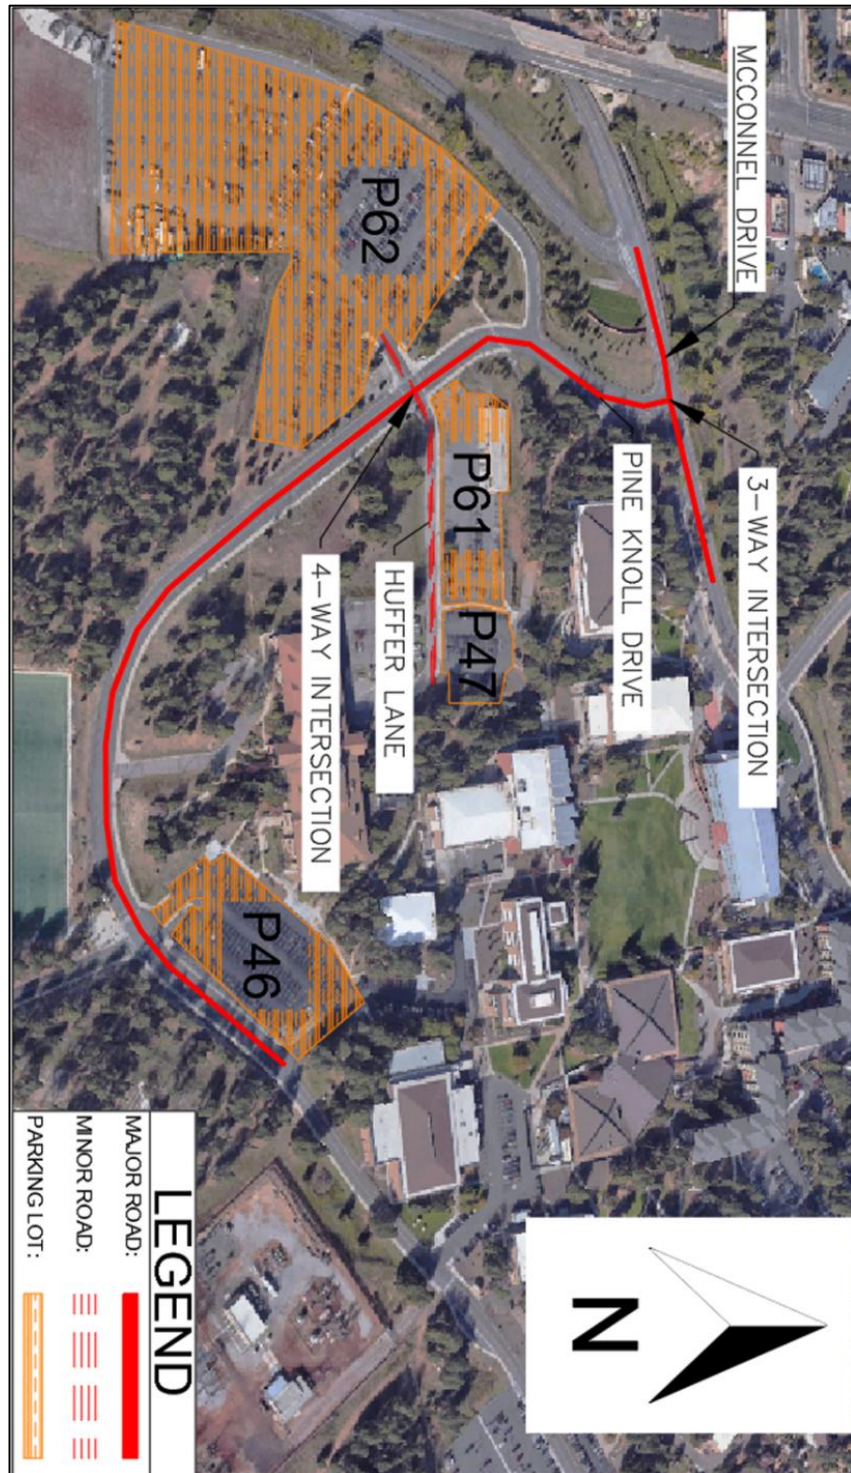 MCCONNEL DRIVE
3-WAY INTERSECTION
PINE KNOLL DRIVE
P62
P61
P47
HUFFER LANE
4-WAY INTERSECTION
P46
N
LEGEND
MAJOR ROAD:
MINOR ROAD:
PARKING LOT: